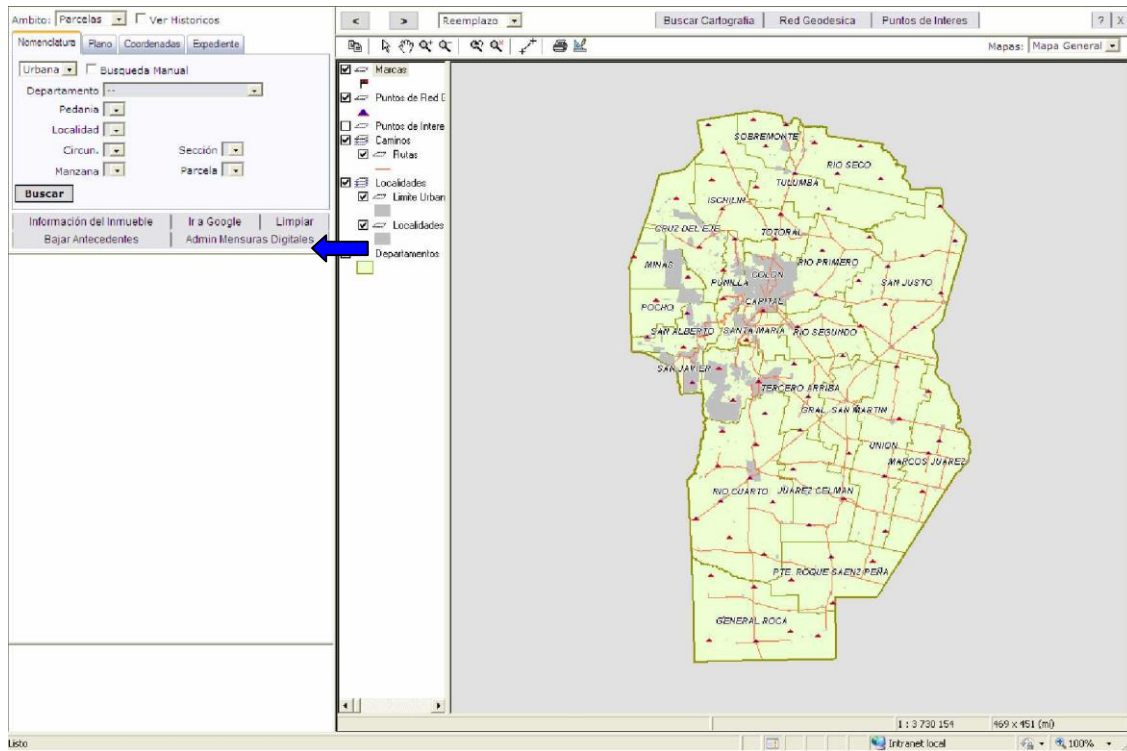 Ambito: Parcelas Ver Historicos
Nomenclatura Plano Coordenadas Expediente
Urbana Busqueda Manual
Departamento --
Pedania
Localidad
Circun. Sección
Manzana Parcela
Buscar
Información del Inmueble Ir a Google Limpiar
Bajar Antecedentes Admin Mensuras Digitales
< > Reemplazo Buscar Cartografia Red Geodesica Puntos de Interes ? X
Mapas: Mapa General
Marcas
Puntos de Red G
Puntos de Intere
Caminos
Rutas
Localidades
Limite Urban
Localidades
Departamentos
SOBREMONTE
RIO SECO
TULUMBA
ISCHILIN
CRUZ DEL EJE
TOTORAL
MINAS
RIO PRIMERO
COLON
PUNILLA
SAN JUSTO
CAPITAL
POCHO
SAN ALBERTO
SANTA MARIA
RIO SEGUNDO
SAN JAVIER
TERCERO ARRIBA
GRAL. SAN MARTIN
UNION
MARCOS JUAREZ
RIO CUARTO
JUAREZ CELMAN
PTE. ROQUE SAENZ PEÑA
GENERAL ROCA
1 : 3 730 154 469 x 451 (mi)
Listo Intranet local 100%